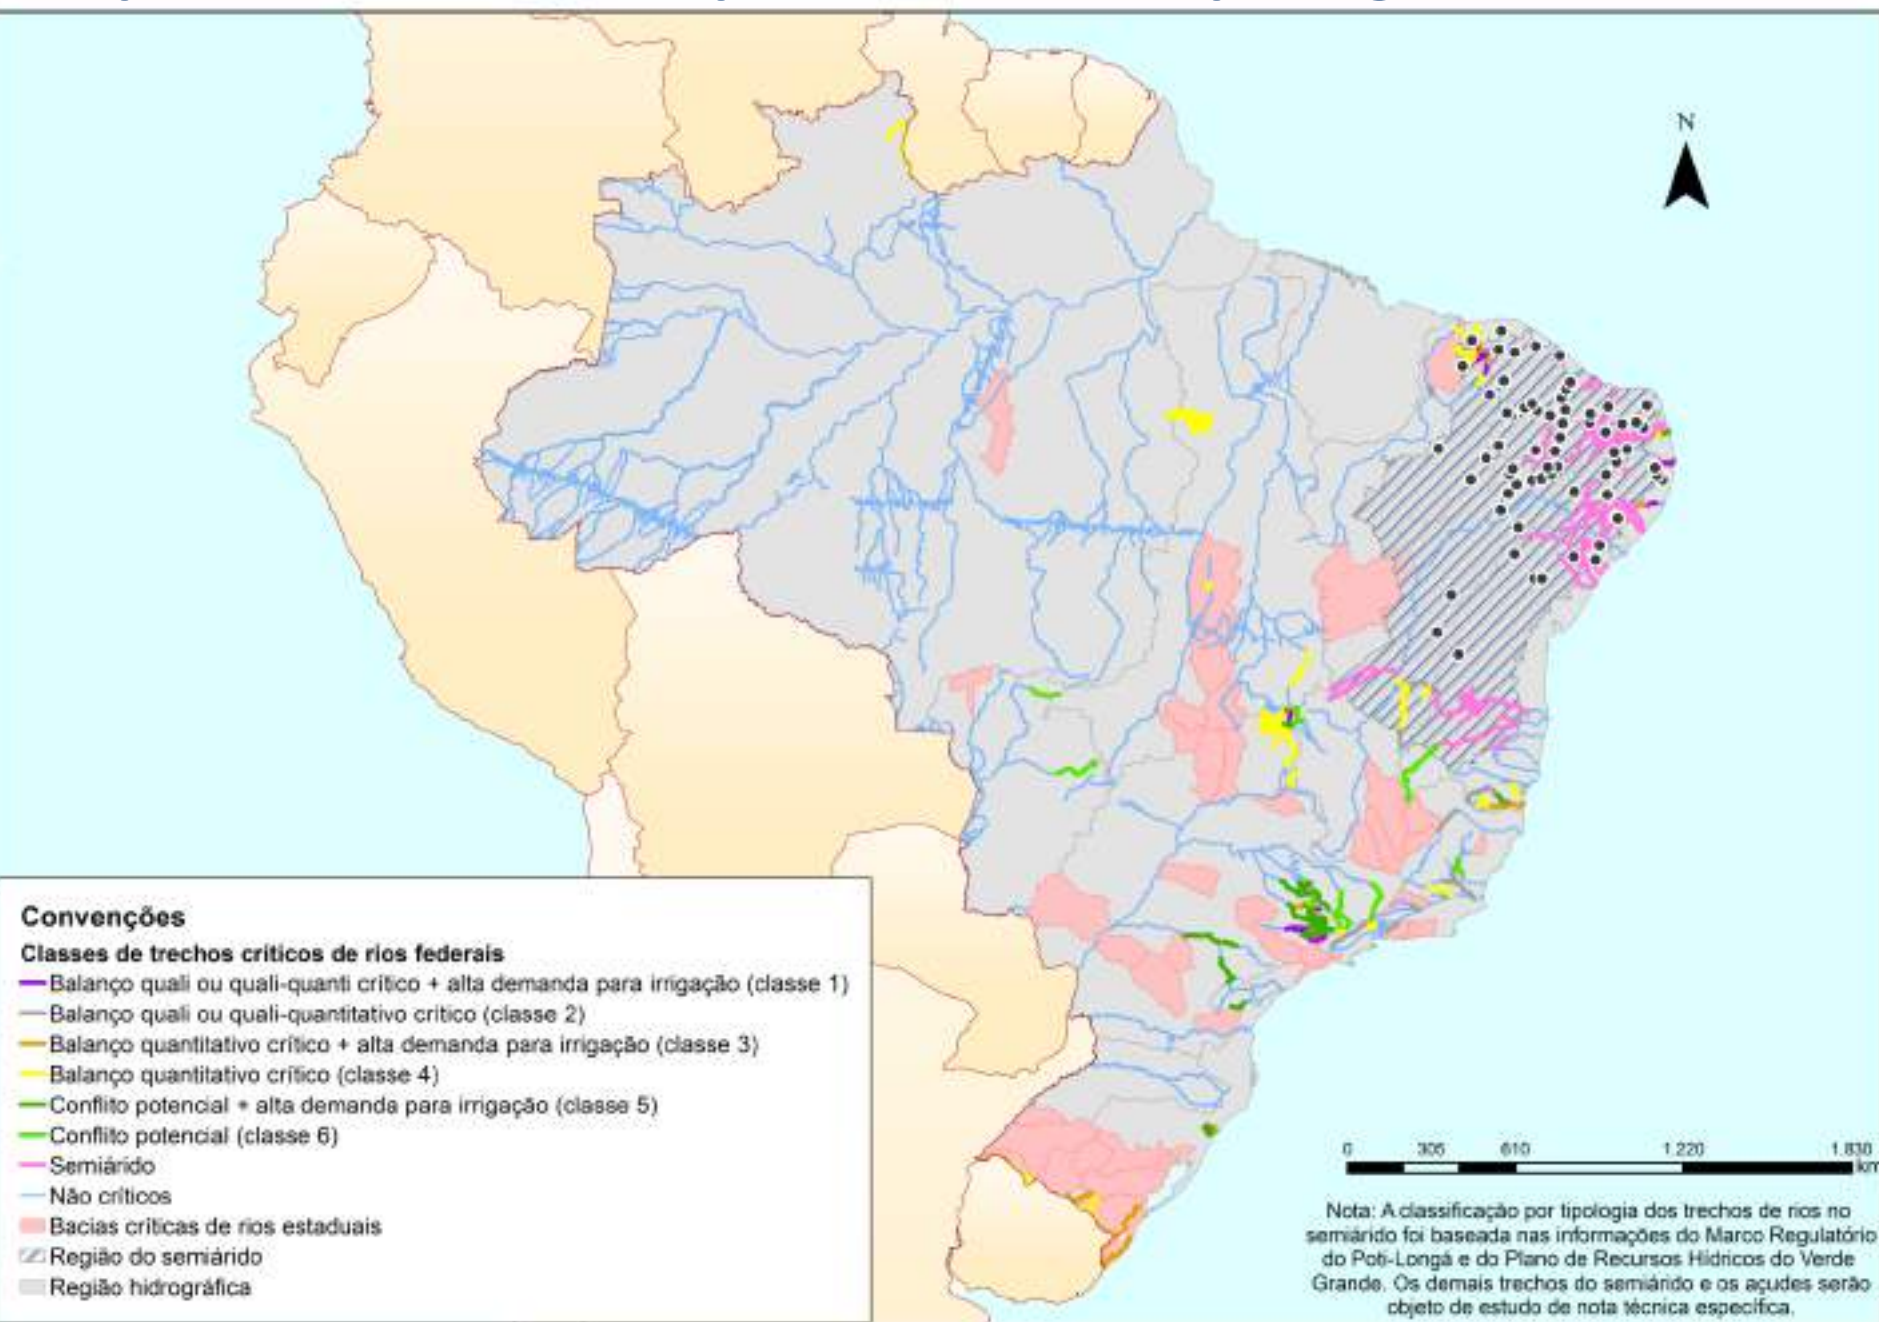 N
Convenções
Classes de trechos críticos de rios federais
Balanço quali ou quali-quanti crítico + alta demanda para irrigação (classe 1)
Balanço quali ou quali-quantitativo crítico (classe 2)
Balanço quantitativo crítico + alta demanda para irrigação (classe 3)
Balanço quantitativo crítico (classe 4)
Conflito potencial + alta demanda para irrigação (classe 5)
Conflito potencial (classe 6)
Semiárido
Não críticos
Bacias críticas de rios estaduais
Região do semiárido
Região hidrográfica
0 305 610 1.220 1.830
km
Nota: A classificação por tipologia dos trechos de rios no
semiárido foi baseada nas informações do Marco Regulatório
do Poti-Longá e do Plano de Recursos Hídricos do Verde
Grande. Os demais trechos do semiárido e os açudes serão
objeto de estudo de nota técnica específica.